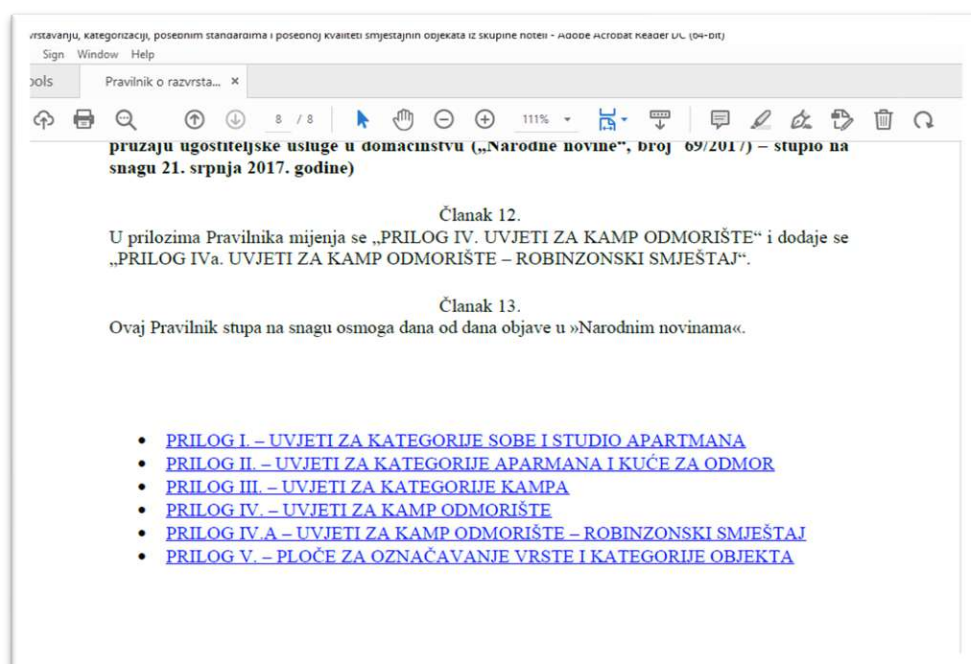 vrstavanju, kategorizaciji, posebnim standardima i posebnoj kvaliteti smještajnih objekata iz skupine hoteli - Adobe Acrobat Reader DC (64-bit)
Sign Window Help
ools Pravilnik o razvrsta... ×
8 / 8 111%
pružaju ugostiteljske usluge u domaćinstvu („Narodne novine“, broj 69/2017) – stupio na
snagu 21. srpnja 2017. godine)
Članak 12.
U prilozima Pravilnika mijenja se „PRILOG IV. UVJETI ZA KAMP ODMORIŠTE“ i dodaje se
„PRILOG IVa. UVJETI ZA KAMP ODMORIŠTE – ROBINZONSKI SMJEŠTAJ“.
Članak 13.
Ovaj Pravilnik stupa na snagu osmoga dana od dana objave u »Narodnim novinama«.
• PRILOG I. – UVJETI ZA KATEGORIJE SOBE I STUDIO APARTMANA
• PRILOG II. – UVJETI ZA KATEGORIJE APARMANA I KUĆE ZA ODMOR
• PRILOG III. – UVJETI ZA KATEGORIJE KAMPA
• PRILOG IV. – UVJETI ZA KAMP ODMORIŠTE
• PRILOG IV.A – UVJETI ZA KAMP ODMORIŠTE – ROBINZONSKI SMJEŠTAJ
• PRILOG V. – PLOČE ZA OZNAČAVANJE VRSTE I KATEGORIJE OBJEKTA